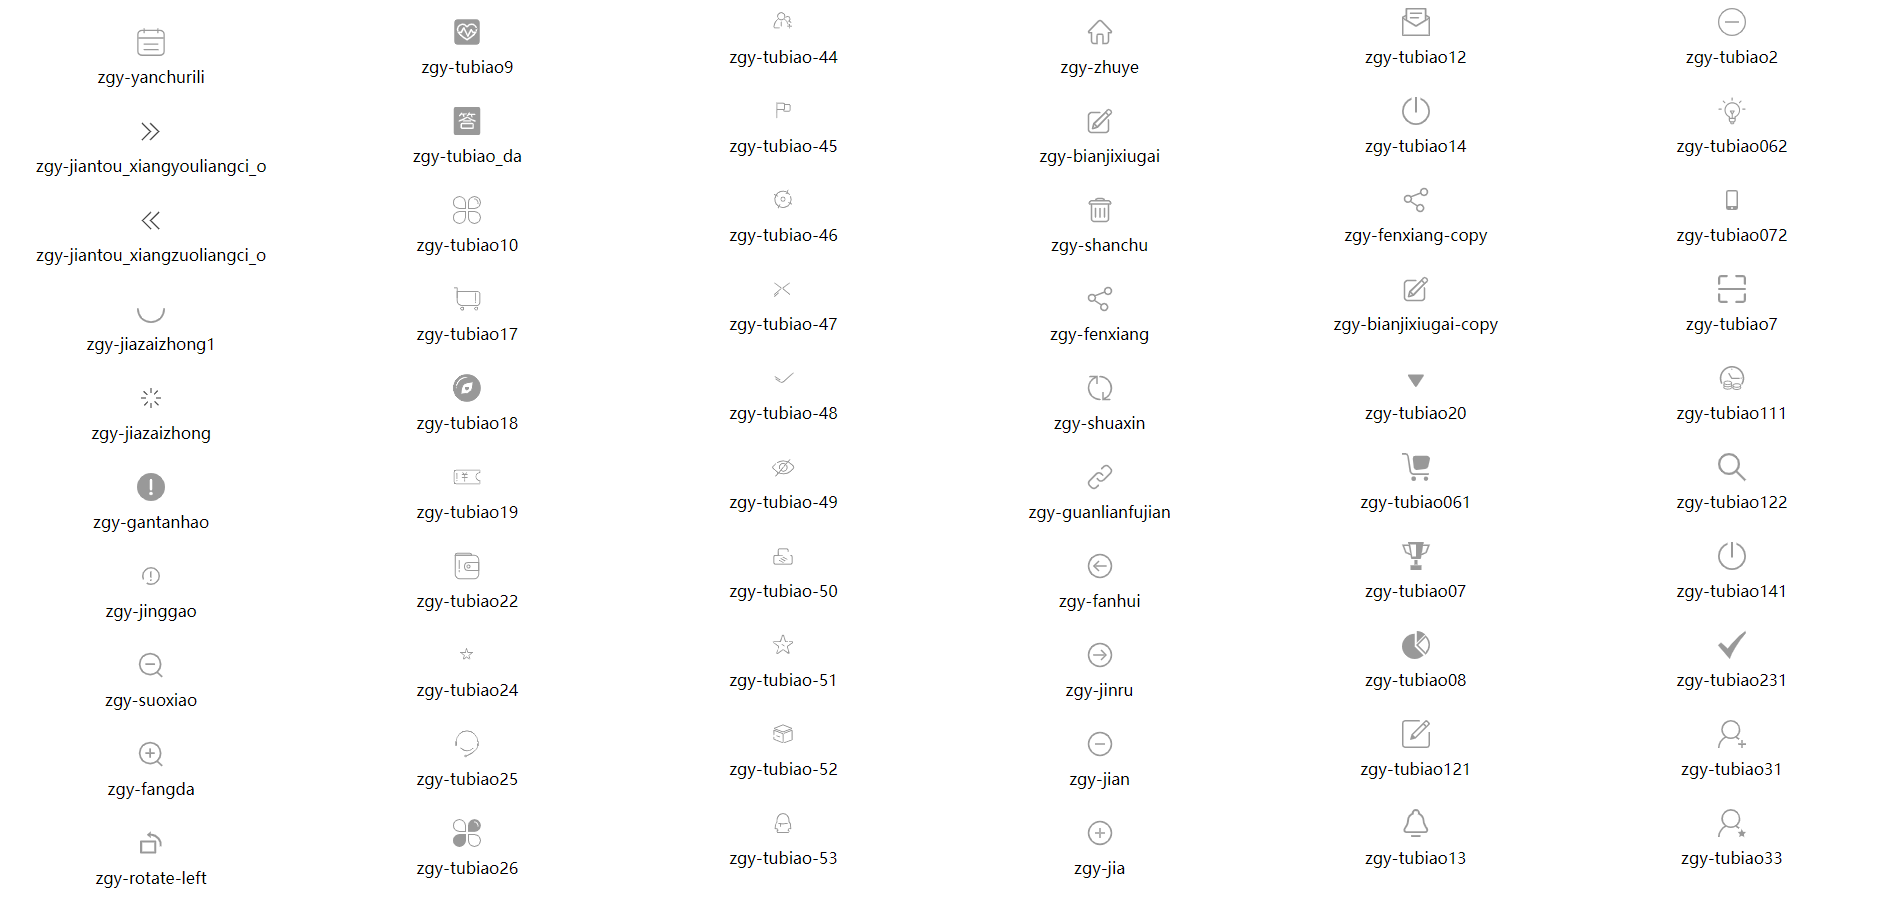 zgy-yanchurili
zgy-tubiao9
zgy-tubiao-44
zgy-zhuye
zgy-tubiao12
zgy-tubiao2
答
zgy-jiantou_xiangyouliangci_o
zgy-tubiao_da
zgy-tubiao-45
zgy-bianjixiugai
zgy-tubiao14
zgy-tubiao062
zgy-jiantou_xiangzuoliangci_o
zgy-tubiao10
zgy-tubiao-46
zgy-shanchu
zgy-fenxiang-copy
zgy-tubiao072
zgy-jiazaizhong1
zgy-tubiao17
zgy-tubiao-47
zgy-fenxiang
zgy-bianjixiugai-copy
zgy-tubiao7
zgy-jiazaizhong
zgy-tubiao18
zgy-tubiao-48
zgy-shuaxin
zgy-tubiao20
zgy-tubiao111
zgy-gantanhao
zgy-tubiao19
zgy-tubiao-49
zgy-guanlianfujian
zgy-tubiao061
zgy-tubiao122
zgy-jinggao
zgy-tubiao22
zgy-tubiao-50
zgy-fanhui
zgy-tubiao07
zgy-tubiao141
zgy-suoxiao
zgy-tubiao24
zgy-tubiao-51
zgy-jinru
zgy-tubiao08
zgy-tubiao231
zgy-fangda
zgy-tubiao25
zgy-tubiao-52
zgy-jian
zgy-tubiao121
zgy-tubiao31
zgy-rotate-left
zgy-tubiao26
zgy-tubiao-53
zgy-jia
zgy-tubiao13
zgy-tubiao33